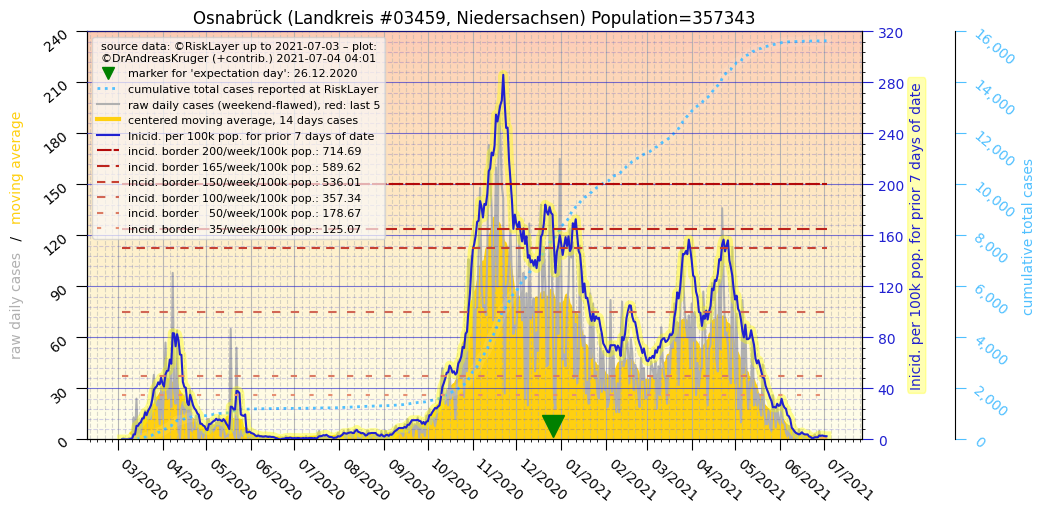 Osnabrück (Landkreis #03459, Niedersachsen) Population=357343
source data: ©RiskLayer up to 2021-07-03 – plot:
©DrAndreasKruger (+contrib.) 2021-07-04 04:01
marker for 'expectation day': 26.12.2020
cumulative total cases reported at RiskLayer
raw daily cases (weekend-flawed), red: last 5
centered moving average, 14 days cases
Inicid. per 100k pop. for prior 7 days of date
incid. border 200/week/100k pop.: 714.69
incid. border 165/week/100k pop.: 589.62
incid. border 150/week/100k pop.: 536.01
incid. border 100/week/100k pop.: 357.34
incid. border   50/week/100k pop.: 178.67
incid. border   35/week/100k pop.: 125.07
raw daily cases / moving average
240
210
180
150
120
90
60
30
0
320
280
240
200
160
120
80
40
0
Inicid. per 100k pop. for prior 7 days of date
16,000
14,000
12,000
10,000
8,000
6,000
4,000
2,000
0
cumulative total cases
03/2020
04/2020
05/2020
06/2020
07/2020
08/2020
09/2020
10/2020
11/2020
12/2020
01/2021
02/2021
03/2021
04/2021
05/2021
06/2021
07/2021